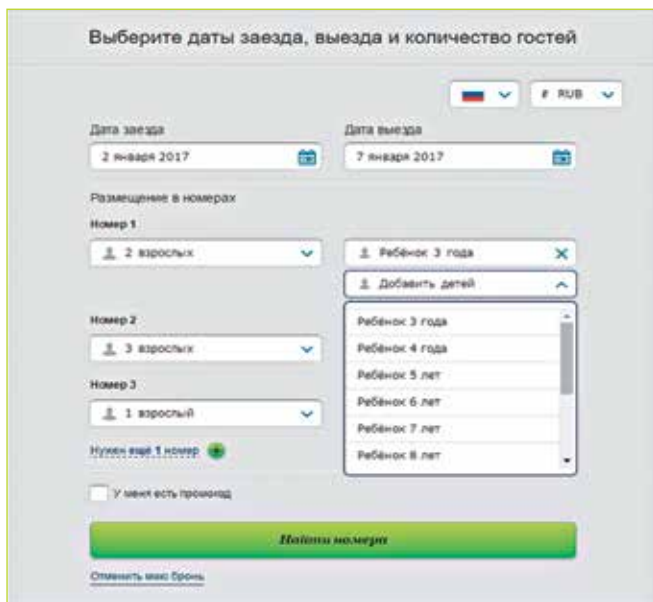 Выберите даты заезда, выезда и количество гостей
₽ RUB
Дата заезда
Дата выезда
2 января 2017
7 января 2017
Размещение в номерах
Номер 1
2 взрослых
Ребёнок 3 года
Добавить детей
Номер 2
3 взрослых
Номер 3
1 взрослый
Ребёнок 3 года
Ребёнок 4 года
Ребёнок 5 лет
Ребёнок 6 лет
Ребёнок 7 лет
Ребёнок 8 лет
Нужен ещё 1 номер
У меня есть промокод
Найти номера
Отменить мою бронь